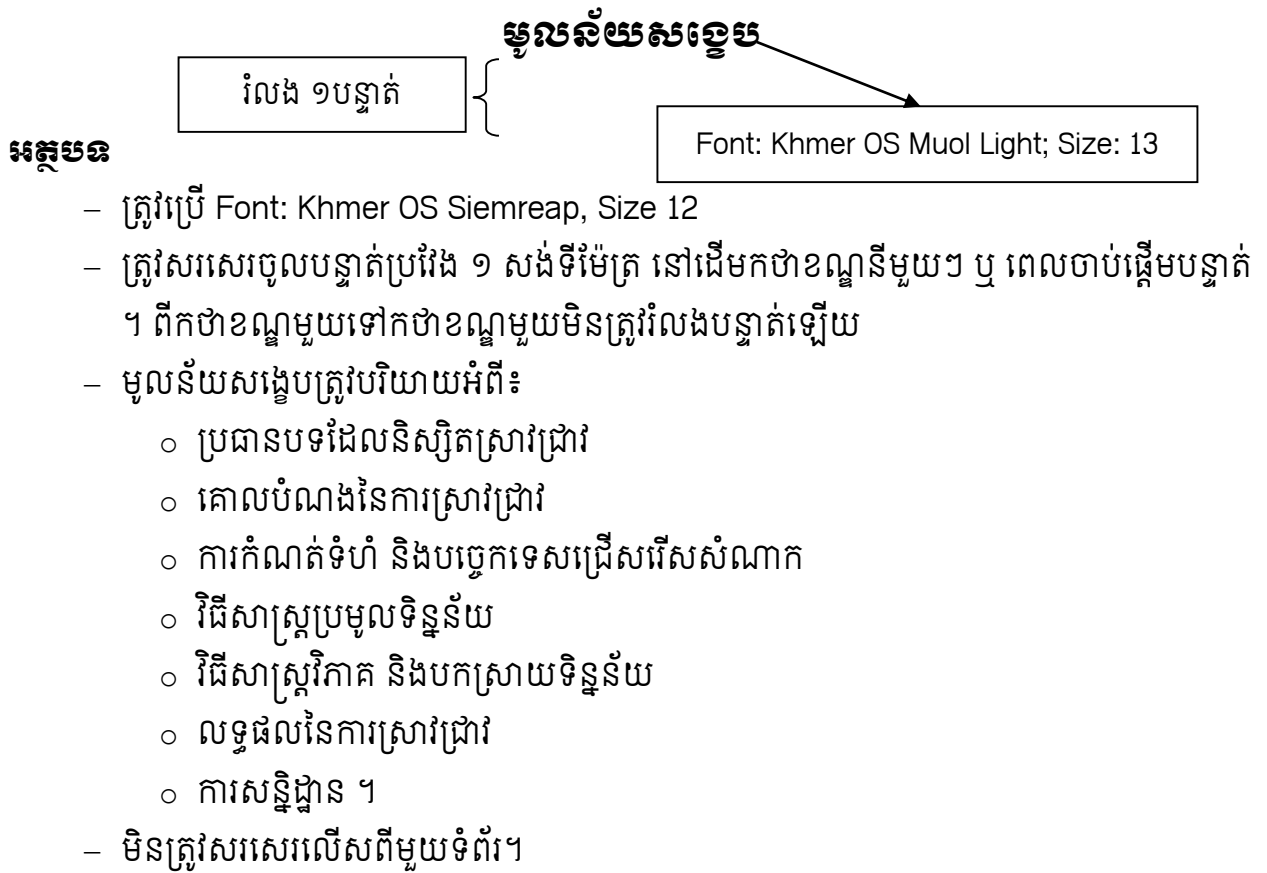 មូលន័យសង្ខេប
រំលង ១បន្ទាត់
Font: Khmer OS Muol Light; Size: 13
អត្ថបទ
– ត្រូវប្រើ Font: Khmer OS Siemreap, Size 12
– ត្រូវសរសេរចូលបន្ទាត់ប្រវែង ១ សង់ទីម៉ែត្រ នៅដើមកថាខណ្ឌនីមួយៗ ឬ ពេលចាប់ផ្តើមបន្ទាត់
។ ពីកថាខណ្ឌមួយទៅកថាខណ្ឌមួយមិនត្រូវរំលងបន្ទាត់ឡើយ
– មូលន័យសង្ខេបត្រូវបរិយាយអំពី៖
○ ប្រធានបទដែលនិស្សិតស្រាវជ្រាវ
○ គោលបំណងនៃការស្រាវជ្រាវ
○ ការកំណត់ទំហំ និងបច្ចេកទេសជ្រើសរើសសំណាក
○ វិធីសាស្ត្រប្រមូលទិន្នន័យ
○ វិធីសាស្ត្រវិភាគ និងបកស្រាយទិន្នន័យ
○ លទ្ធផលនៃការស្រាវជ្រាវ
○ ការសន្និដ្ឋាន ។
– មិនត្រូវសរសេរលើសពីមួយទំព័រ។